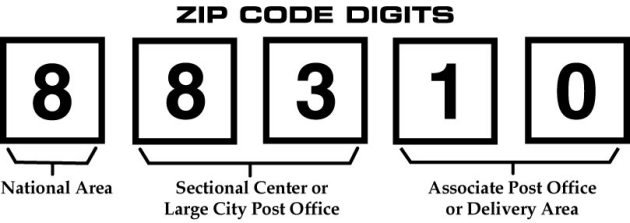 ZIP CODE DIGITS
8 8 3 1 0
National Area
Sectional Center or
Large City Post Office
Associate Post Office
or Delivery Area